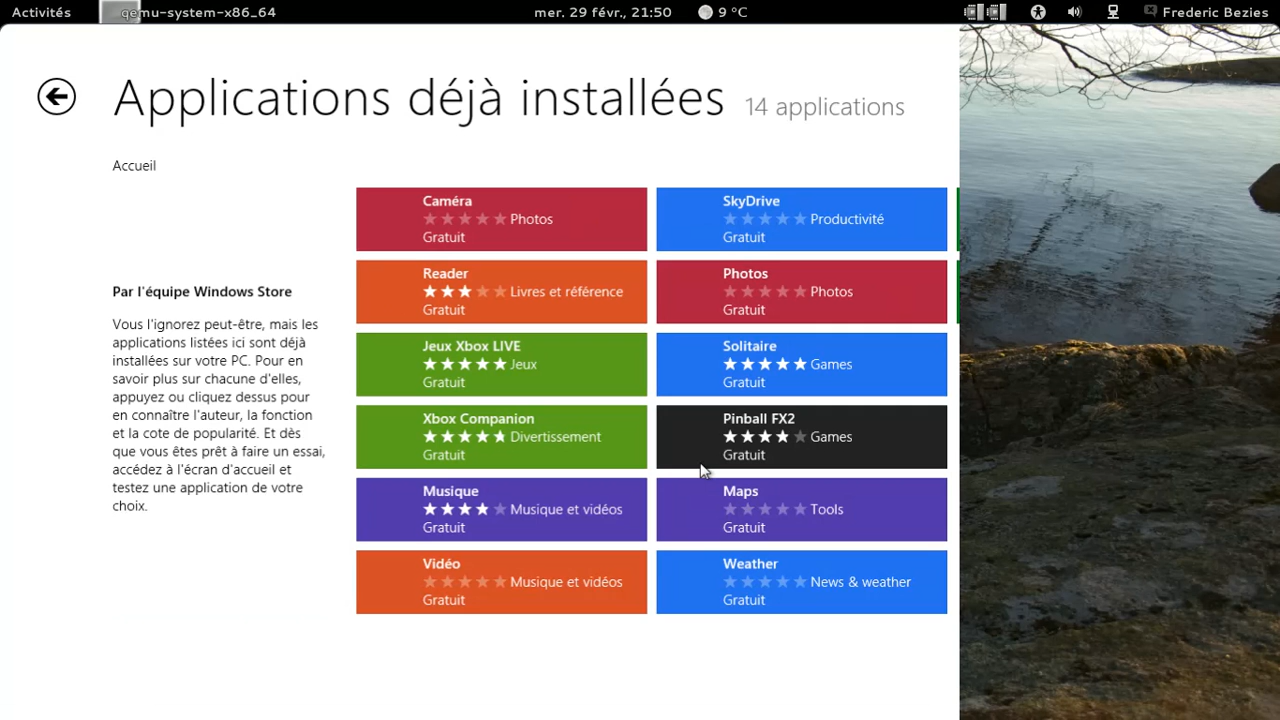 Activités qemu-system-x86_64 mer. 29 févr., 21:50 9 °C Frederic Bezies
Applications déjà installées 14 applications
Accueil
Par l'équipe Windows Store
Vous l'ignorez peut-être, mais les
applications listées ici sont déjà
installées sur votre PC. Pour en
savoir plus sur chacune d'elles,
appuyez ou cliquez dessus pour
en connaître l'auteur, la fonction
et la cote de popularité. Et dès
que vous êtes prêt à faire un essai,
accédez à l'écran d'accueil et
testez une application de votre
choix.
Caméra
Photos
Gratuit
Reader
Livres et référence
Gratuit
Jeux Xbox LIVE
Jeux
Gratuit
Xbox Companion
Divertissement
Gratuit
Musique
Musique et vidéos
Gratuit
Vidéo
Musique et vidéos
Gratuit
SkyDrive
Productivité
Gratuit
Photos
Photos
Gratuit
Solitaire
Games
Gratuit
Pinball FX2
Games
Gratuit
Maps
Tools
Gratuit
Weather
News & weather
Gratuit